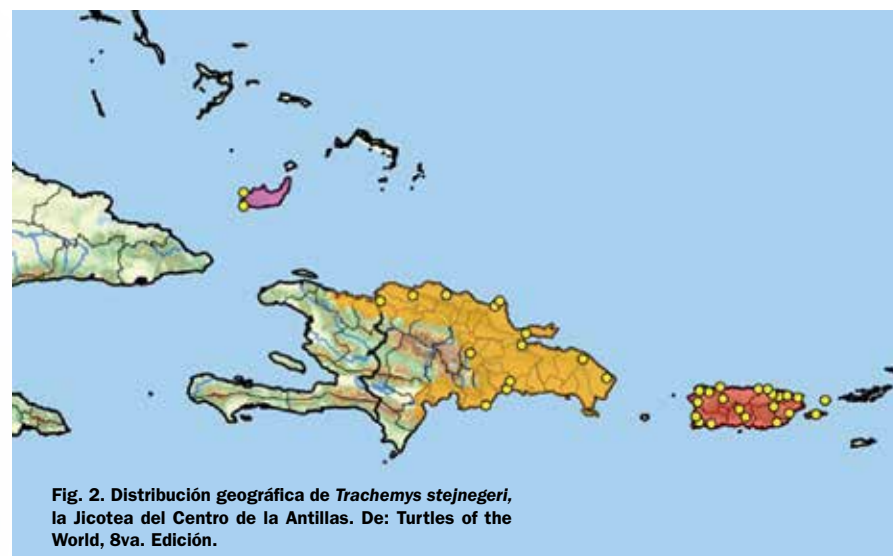 Fig. 2. Distribución geográfica de Trachemys stejnegeri,
la Jicotea del Centro de la Antillas. De: Turtles of the
World, 8va. Edición.